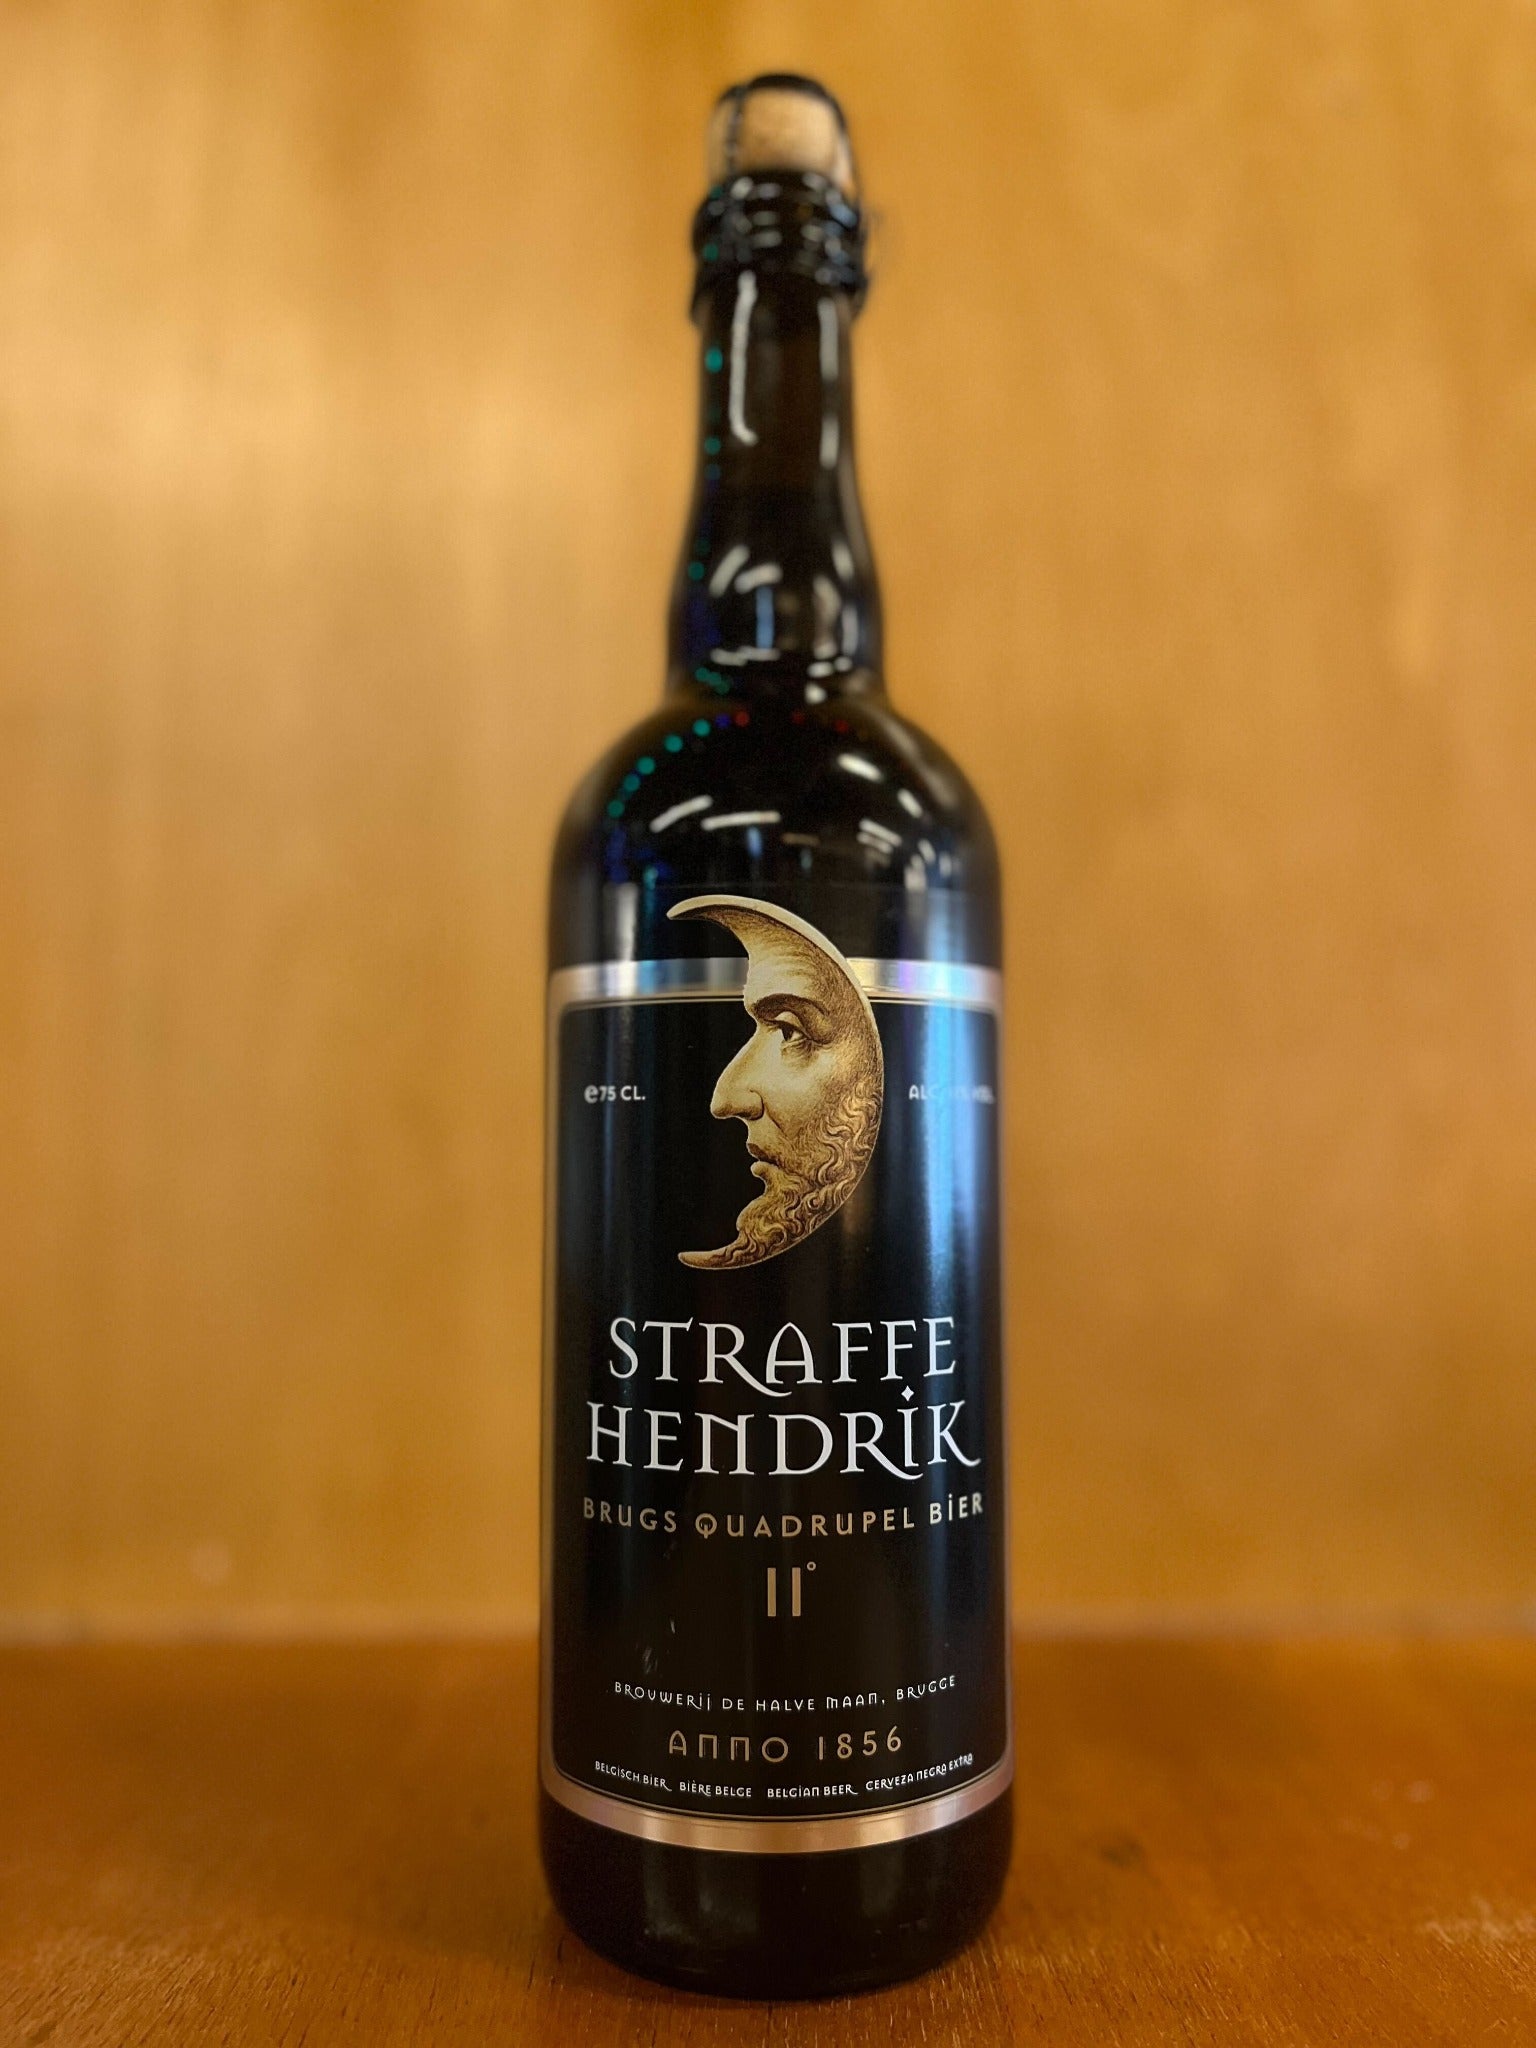 ℮75 CL.
ALC.
STRAFFE
HENDRIK
BRUGS QUADRUPEL BIER
11°
BROUWERIJ DE HALVE MAAN, BRUGGE
ANNO 1856
BELGISCH BIER BIÈRE BELGE BELGIAN BEER CERVEZA NEGRA EXTRA